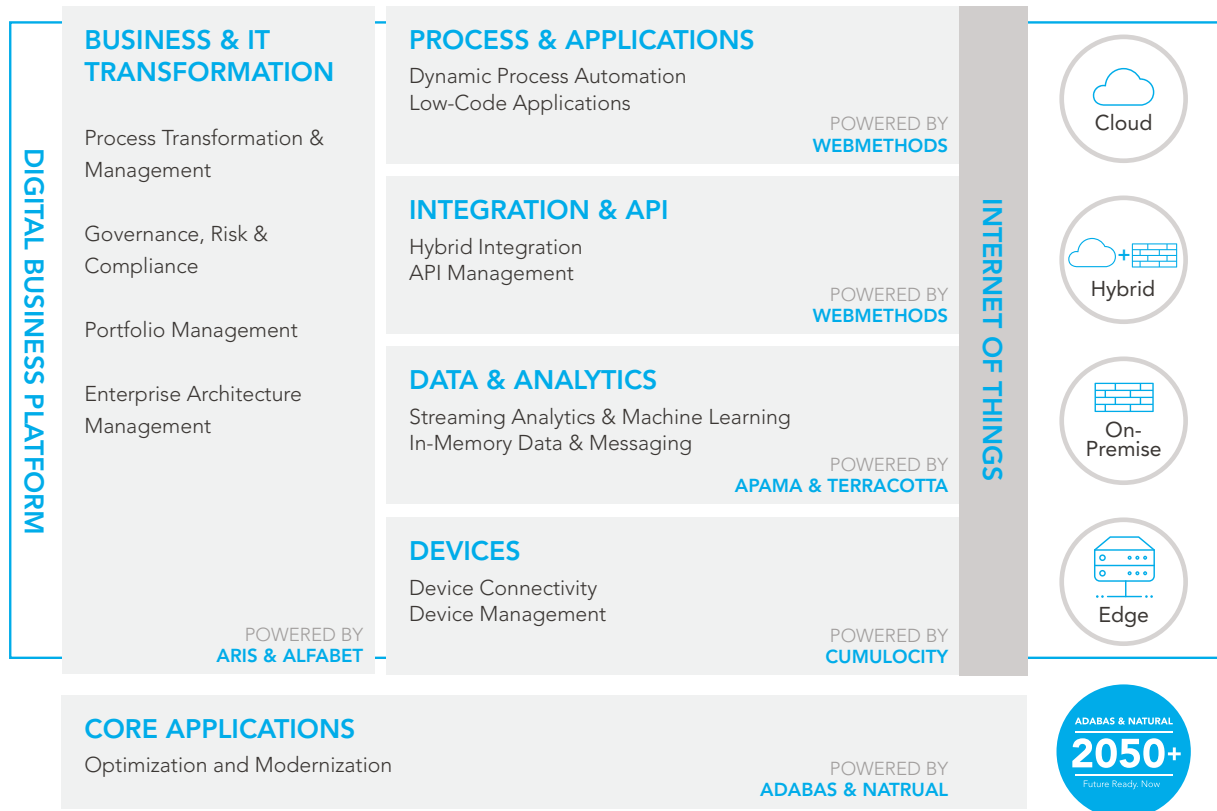 DIGITAL BUSINESS PLATFORM
BUSINESS & IT
TRANSFORMATION
Process Transformation &
Management
Governance, Risk &
Compliance
Portfolio Management
Enterprise Architecture
Management
POWERED BY
ARIS & ALFABET
PROCESS & APPLICATIONS
Dynamic Process Automation
Low-Code Applications
POWERED BY
WEBMETHODS
INTEGRATION & API
Hybrid Integration
API Management
POWERED BY
WEBMETHODS
DATA & ANALYTICS
Streaming Analytics & Machine Learning
In-Memory Data & Messaging
POWERED BY
APAMA & TERRACOTTA
DEVICES
Device Connectivity
Device Management
POWERED BY
CUMULOCITY
INTERNET OF THINGS
Cloud
+
Hybrid
On-
Premise
Edge
CORE APPLICATIONS
Optimization and Modernization
POWERED BY
ADABAS & NATRUAL
ADABAS & NATURAL
2050+
Future Ready. Now